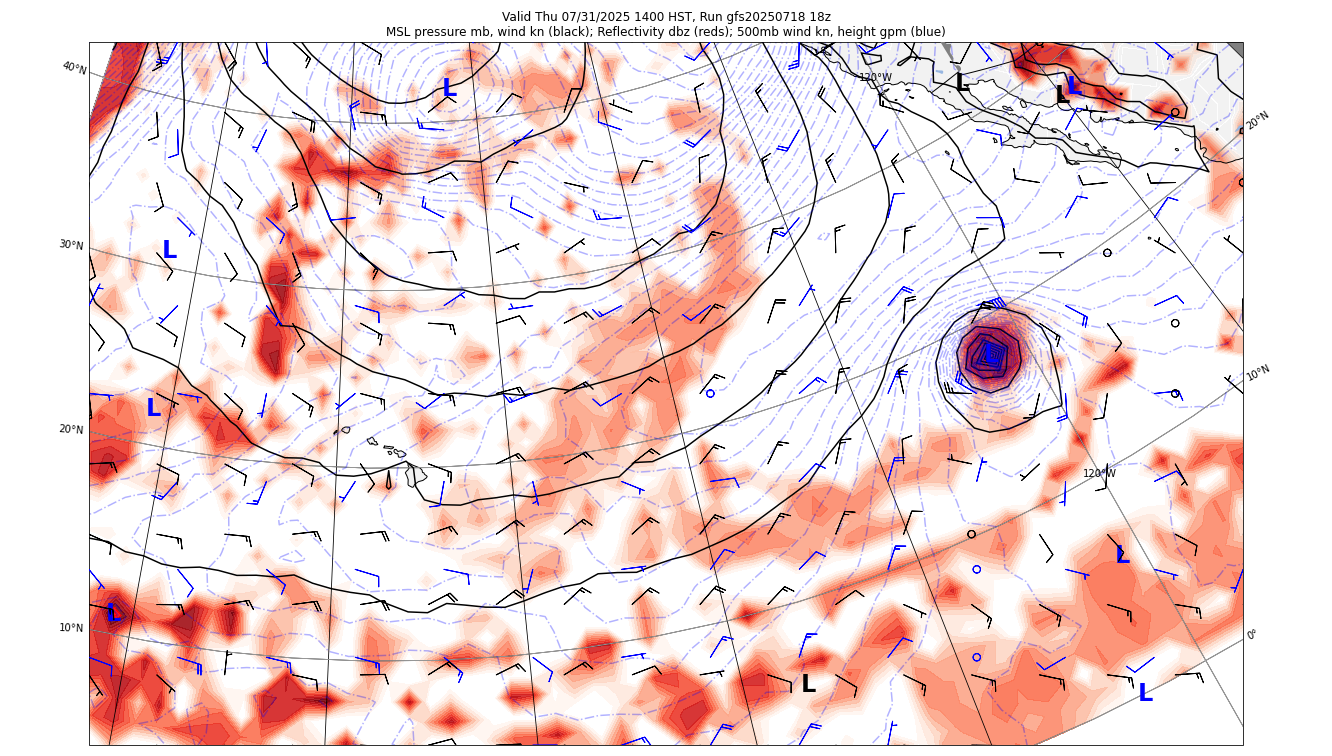 Valid Thu 07/31/2025 1400 HST, Run gfs20250718 18z
MSL pressure mb, wind kn (black); Reflectivity dbz (reds); 500mb wind kn, height gpm (blue)
40°N
120°W
L
L
L
L
20°N
30°N
L
10°N
20°N
L
120°W
L
L
10°N
0°
L
L